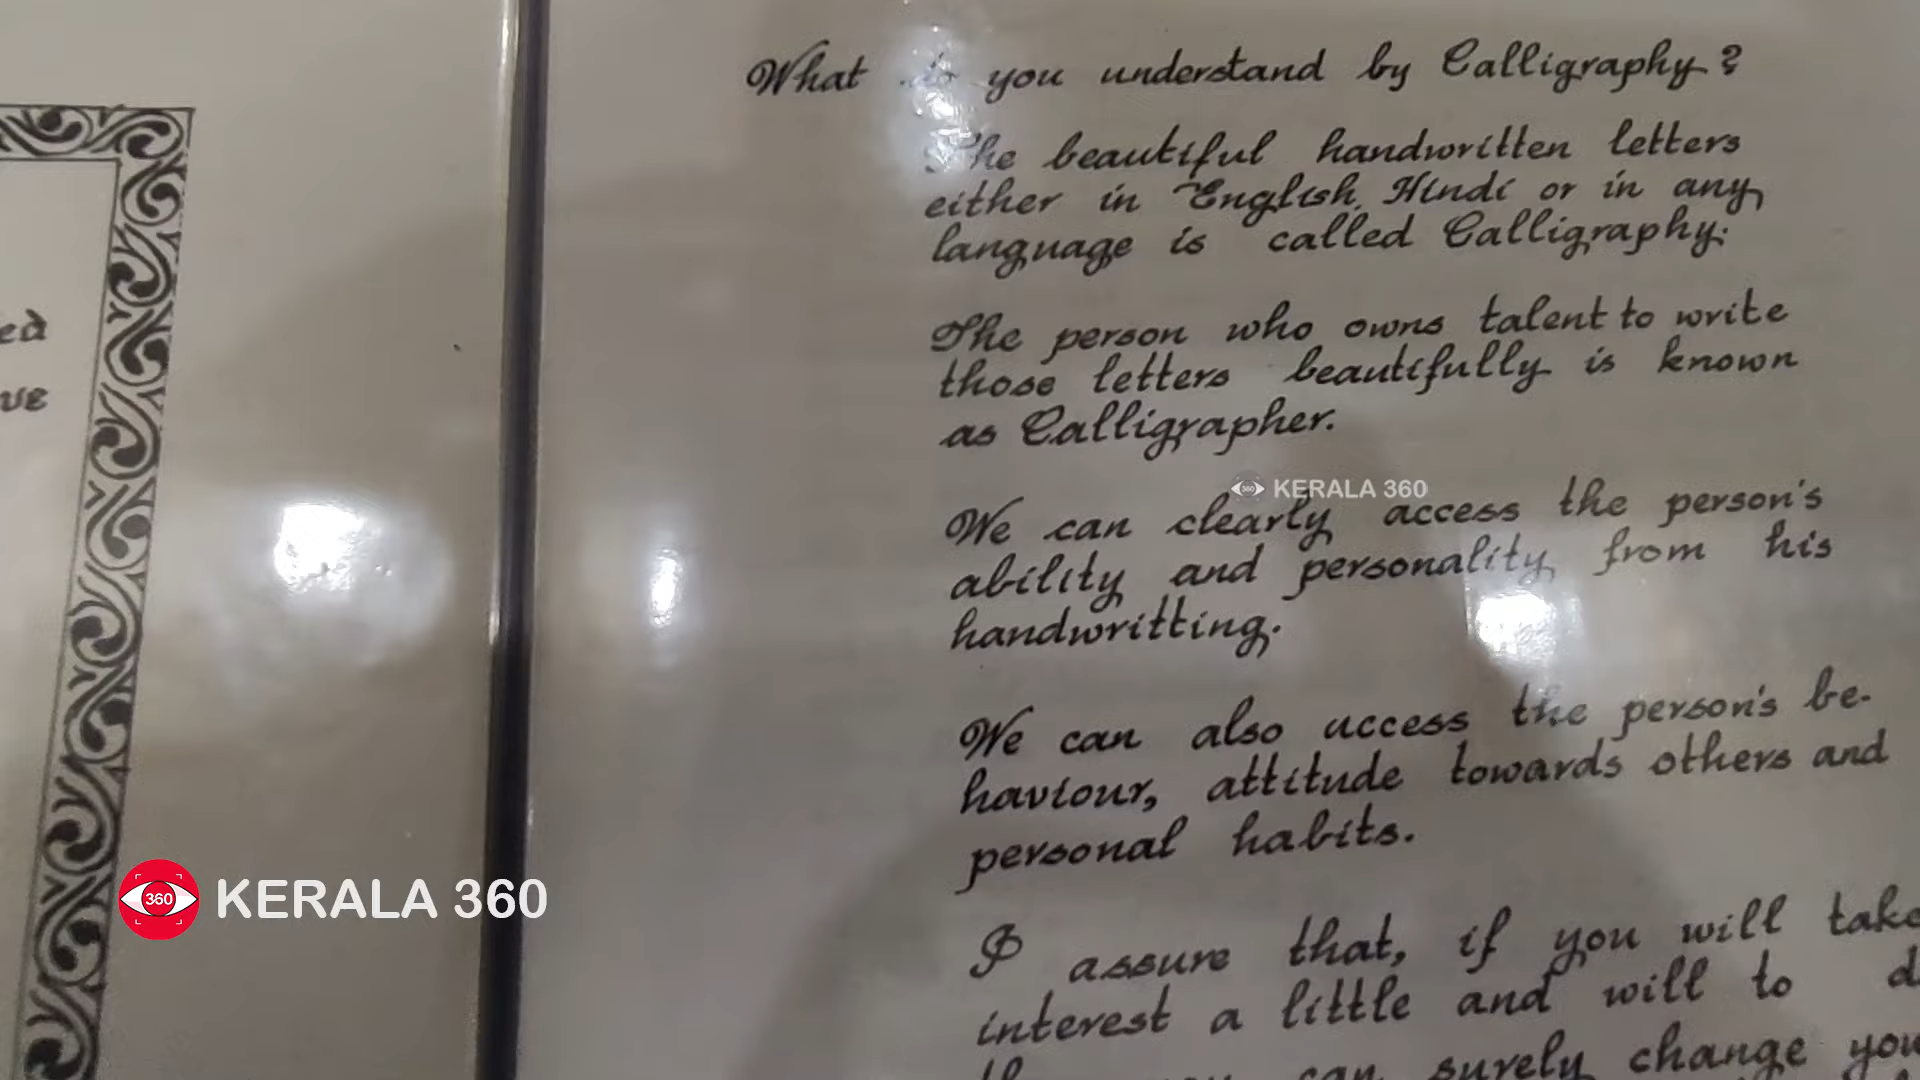 ed
ve
What do you understand by Calligraphy?
The beautiful handwritten letters
either in English, Hindi or in any
language is called Calligraphy.
The person who owns talent to write
those letters beautifully is known
as Calligrapher.
KERALA 360
We can clearly access the person's
ability and personality from his
handwritting.
We can also access the person's be-
haviour, attitude towards others and
personal habits.
360 KERALA 360
I assure that, if you will take
interest a little and will to
can surely change you